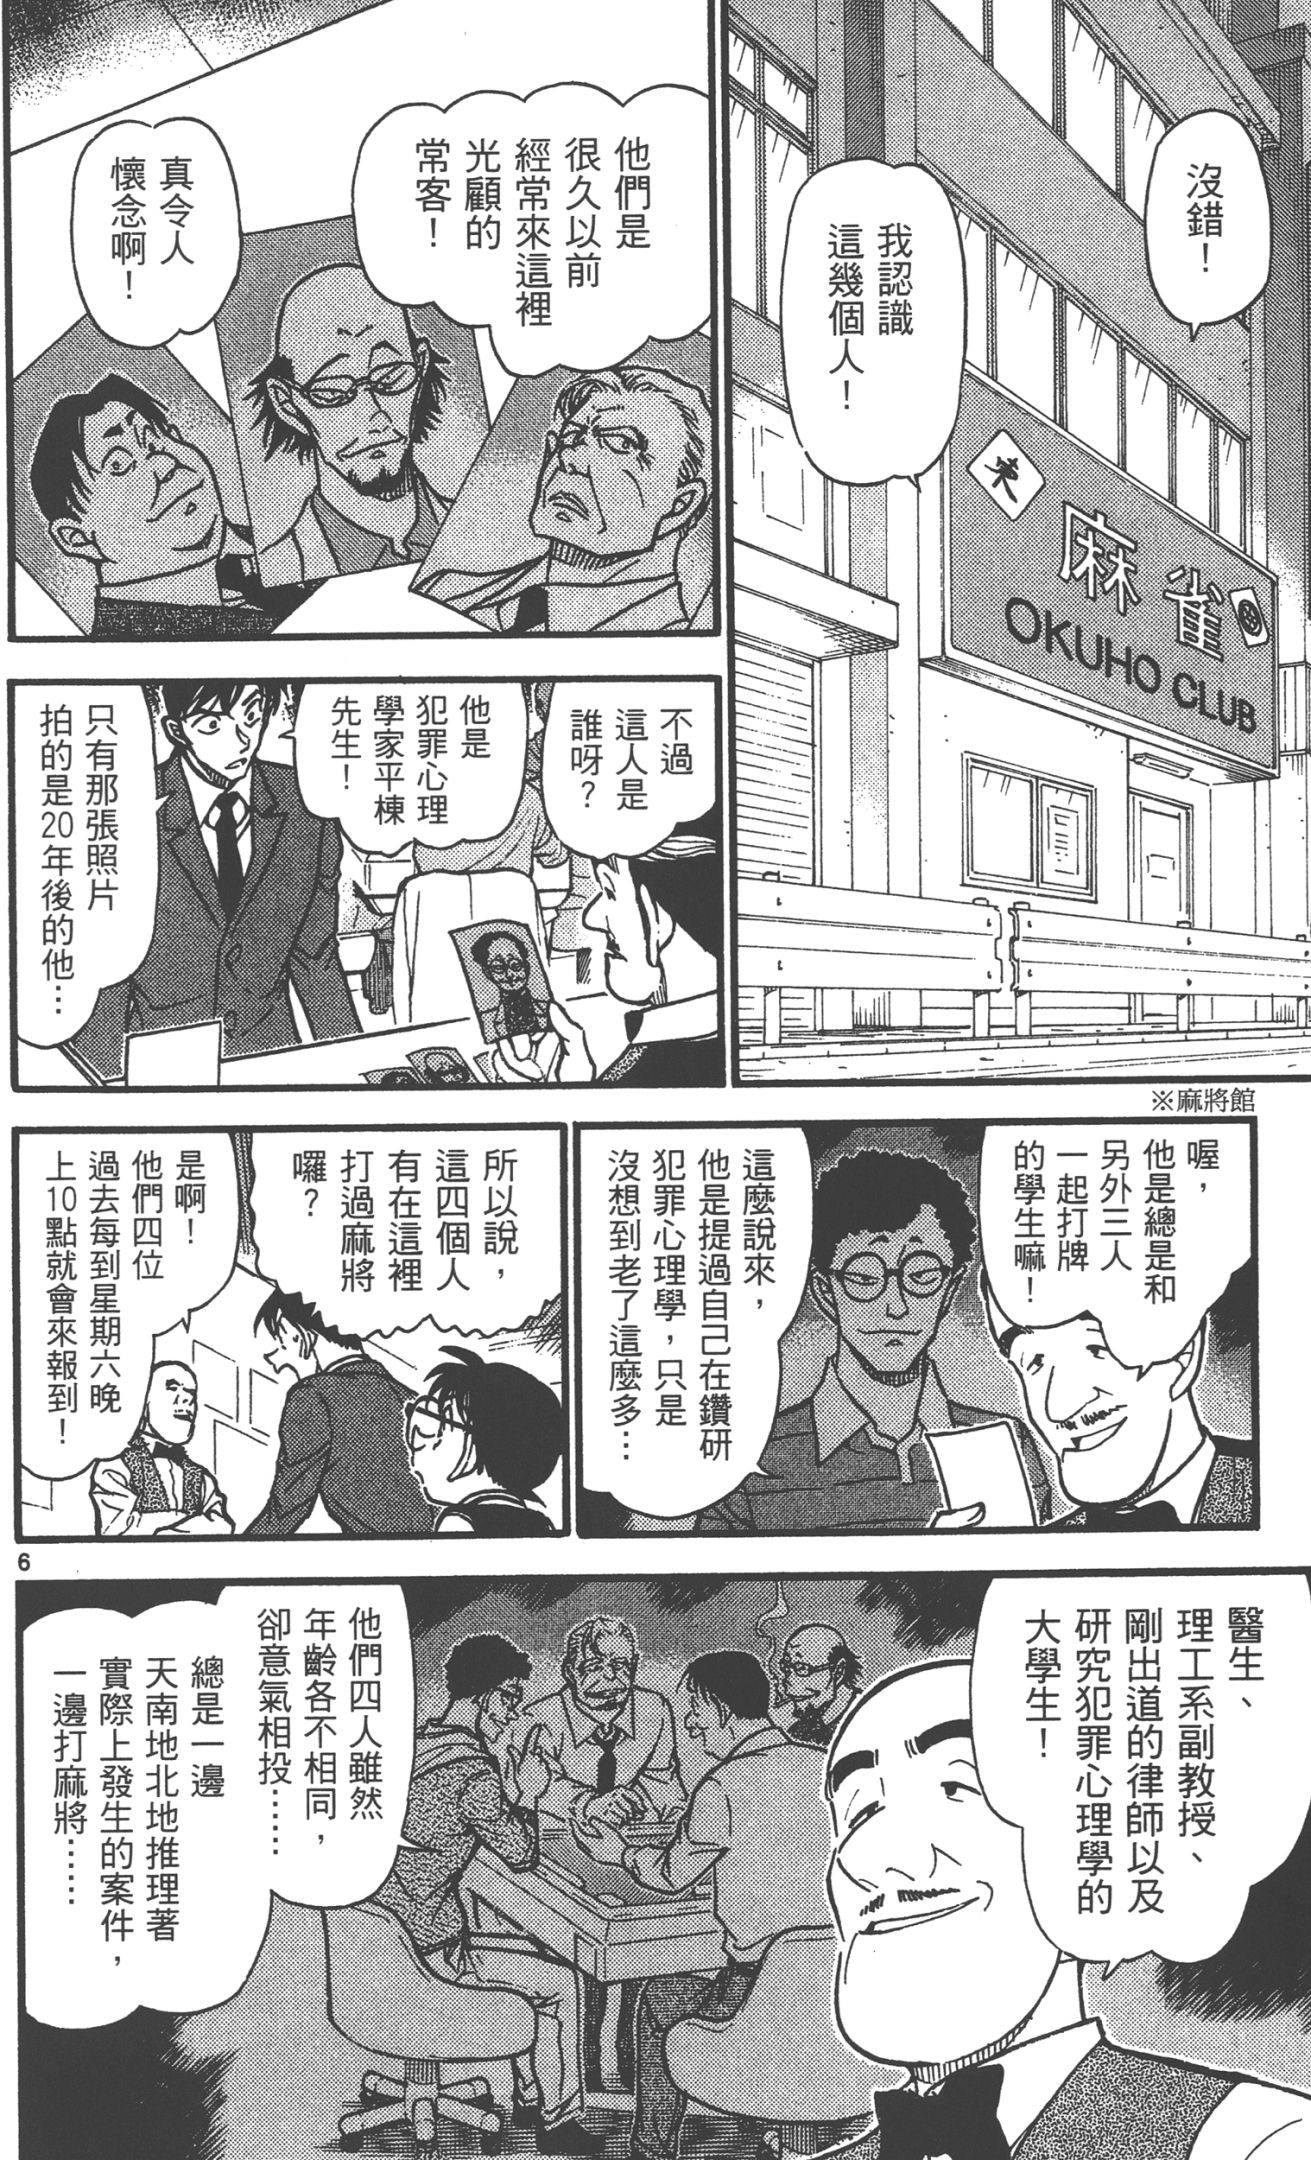 沒錯！
我認識
這幾個人！
東
麻雀
OKUHO CLUB
※麻將館
他們是
很久以前
經常來這裡
光顧的
常客！
真令人
懷念啊！
不過
這人是
誰呀？
他是
犯罪心理
學家平棟
先生！
只有那張照片
拍的是20年後的他…
喔，
他是總是和
另外三人
一起打牌
的學生嘛！
這麼說來，
他是提過自己在鑽研
犯罪心理學，只是
沒想到老了這麼多…
所以說，
這四個人
有在這裡
打過麻將
囉？
是啊！
他們四位
過去每到星期六晚
上10點就會來報到！
6
醫生、
理工系副教授、
剛出道的律師以及
研究犯罪心理學的
大學生！
他們四人雖然
年齡各不相同，
卻意氣相投……
總是一邊
天南地北地推理著
實際上發生的案件，
一邊打麻將……